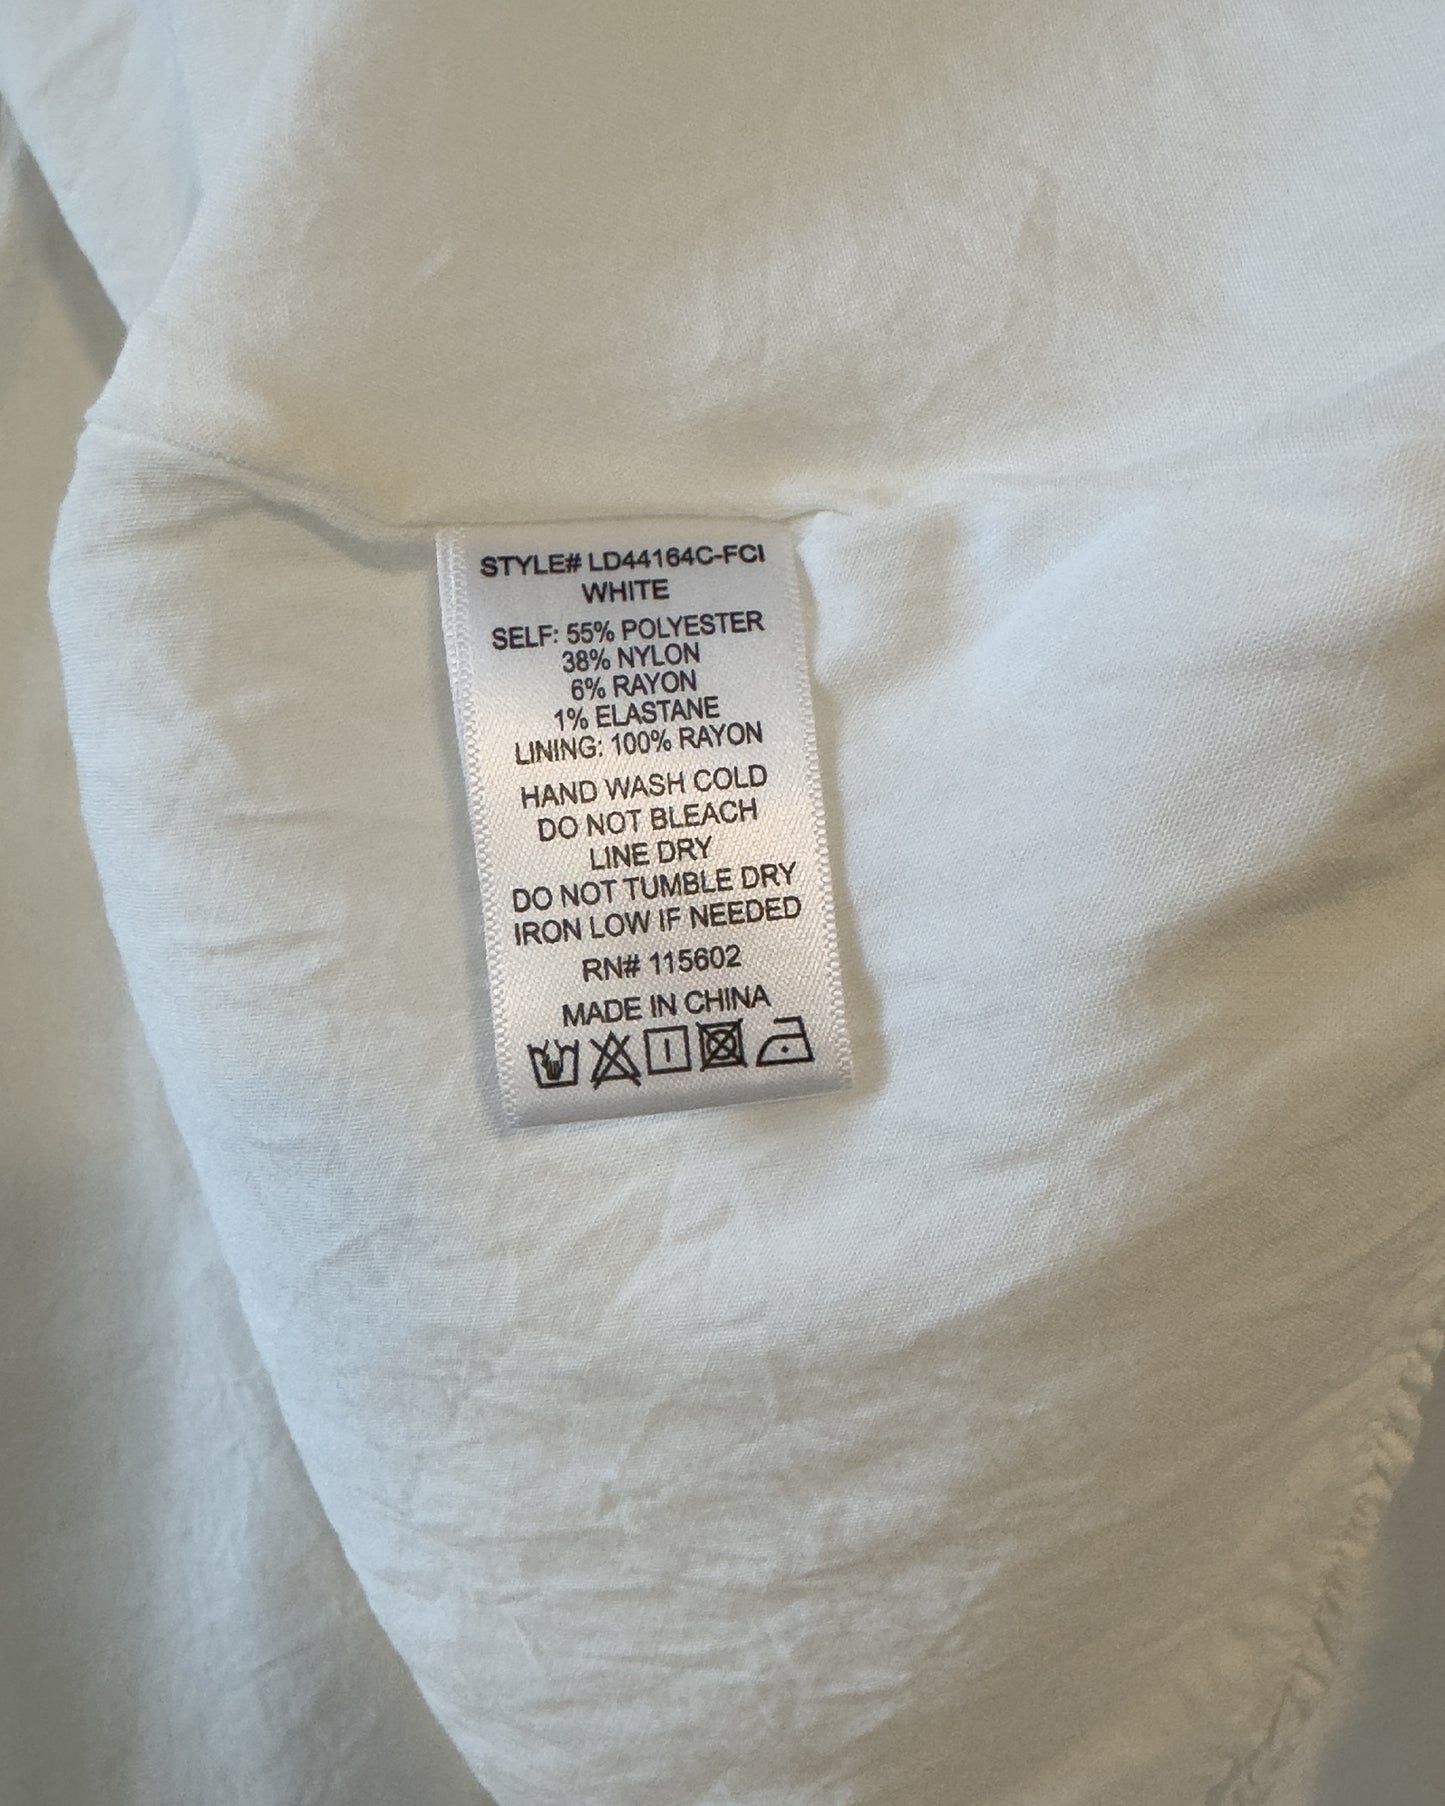 STYLE# LD44164C-FCI
WHITE
SELF: 55% POLYESTER
38% NYLON
6% RAYON
1% ELASTANE
LINING: 100% RAYON
HAND WASH COLD
DO NOT BLEACH
LINE DRY
DO NOT TUMBLE DRY
IRON LOW IF NEEDED
RN# 115602
MADE IN CHINA